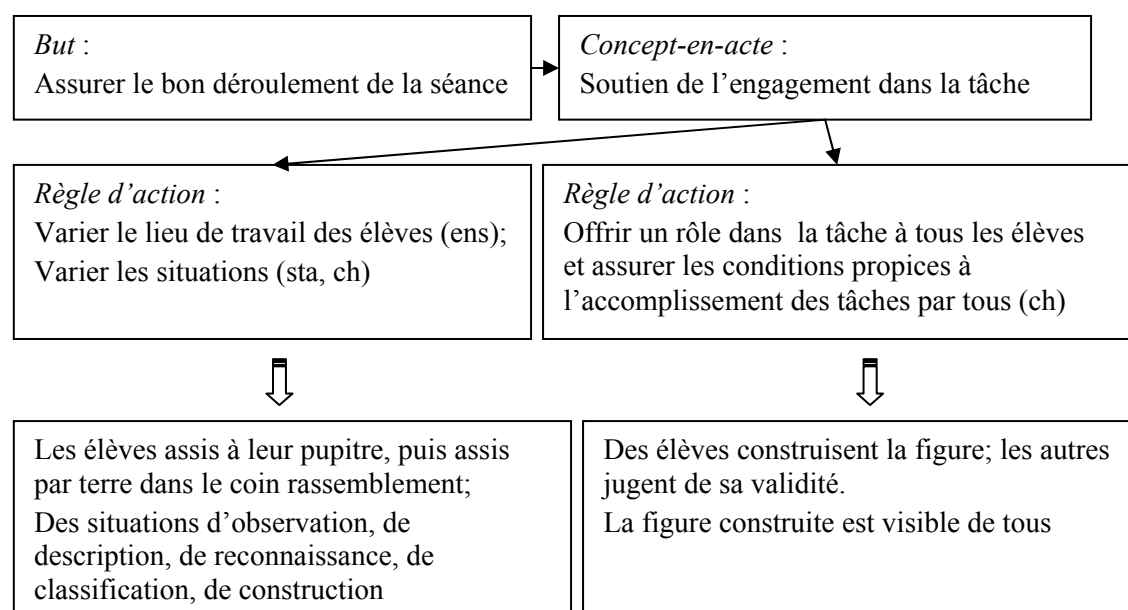 But :
Assurer le bon déroulement de la séance
Concept-en-acte :
Soutien de l'engagement dans la tâche
Règle d'action :
Varier le lieu de travail des élèves (ens);
Varier les situations (sta, ch)
Règle d'action :
Offrir un rôle dans la tâche à tous les élèves
et assurer les conditions propices à
l'accomplissement des tâches par tous (ch)
Les élèves assis à leur pupitre, puis assis
par terre dans le coin rassemblement;
Des situations d'observation, de
description, de reconnaissance, de
classification, de construction
Des élèves construisent la figure; les autres
jugent de sa validité.
La figure construite est visible de tous